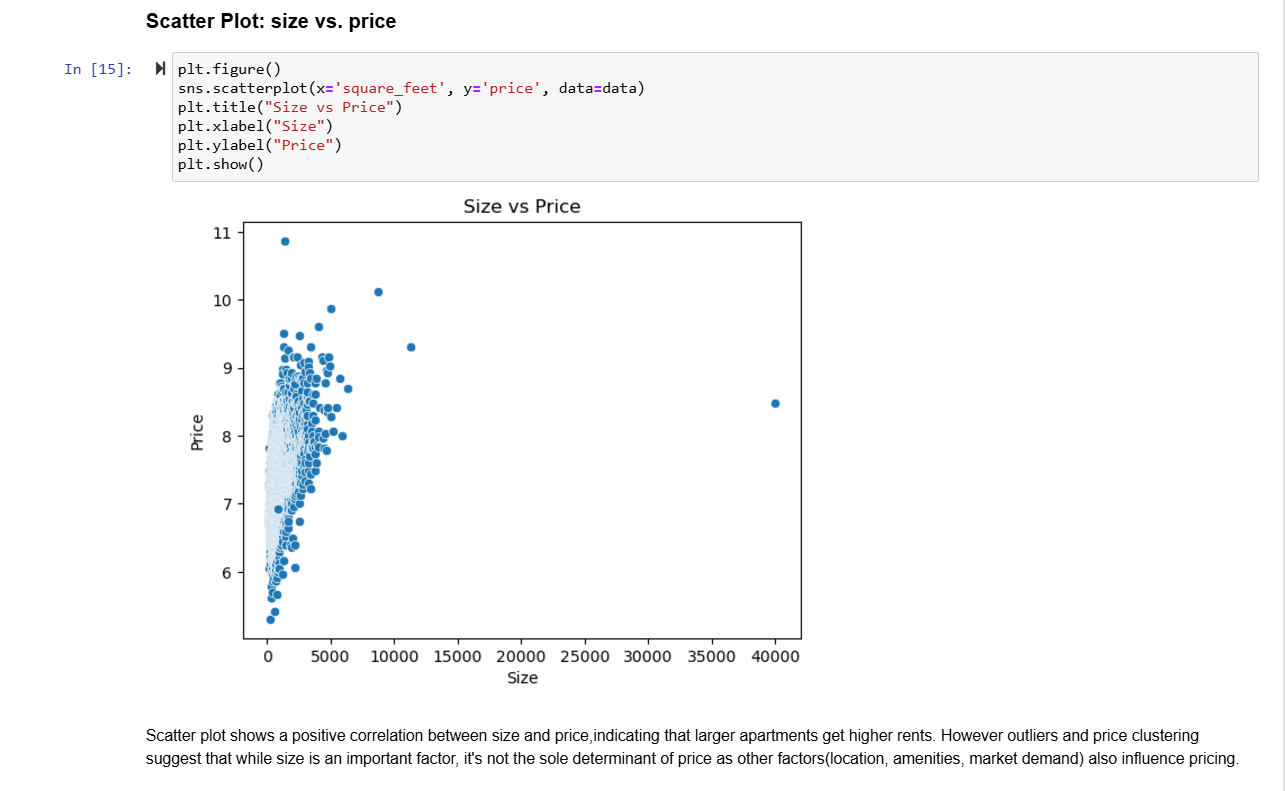 Scatter Plot: size vs. price
In [15]:
plt.figure()
sns.scatterplot(x='square_feet', y='price', data=data)
plt.title("Size vs Price")
plt.xlabel("Size")
plt.ylabel("Price")
plt.show()
Size vs Price
11
10
9
8
7
6
Price
0 5000 10000 15000 20000 25000 30000 35000 40000
Size
Scatter plot shows a positive correlation between size and price,indicating that larger apartments get higher rents. However outliers and price clustering
suggest that while size is an important factor, it's not the sole determinant of price as other factors(location, amenities, market demand) also influence pricing.